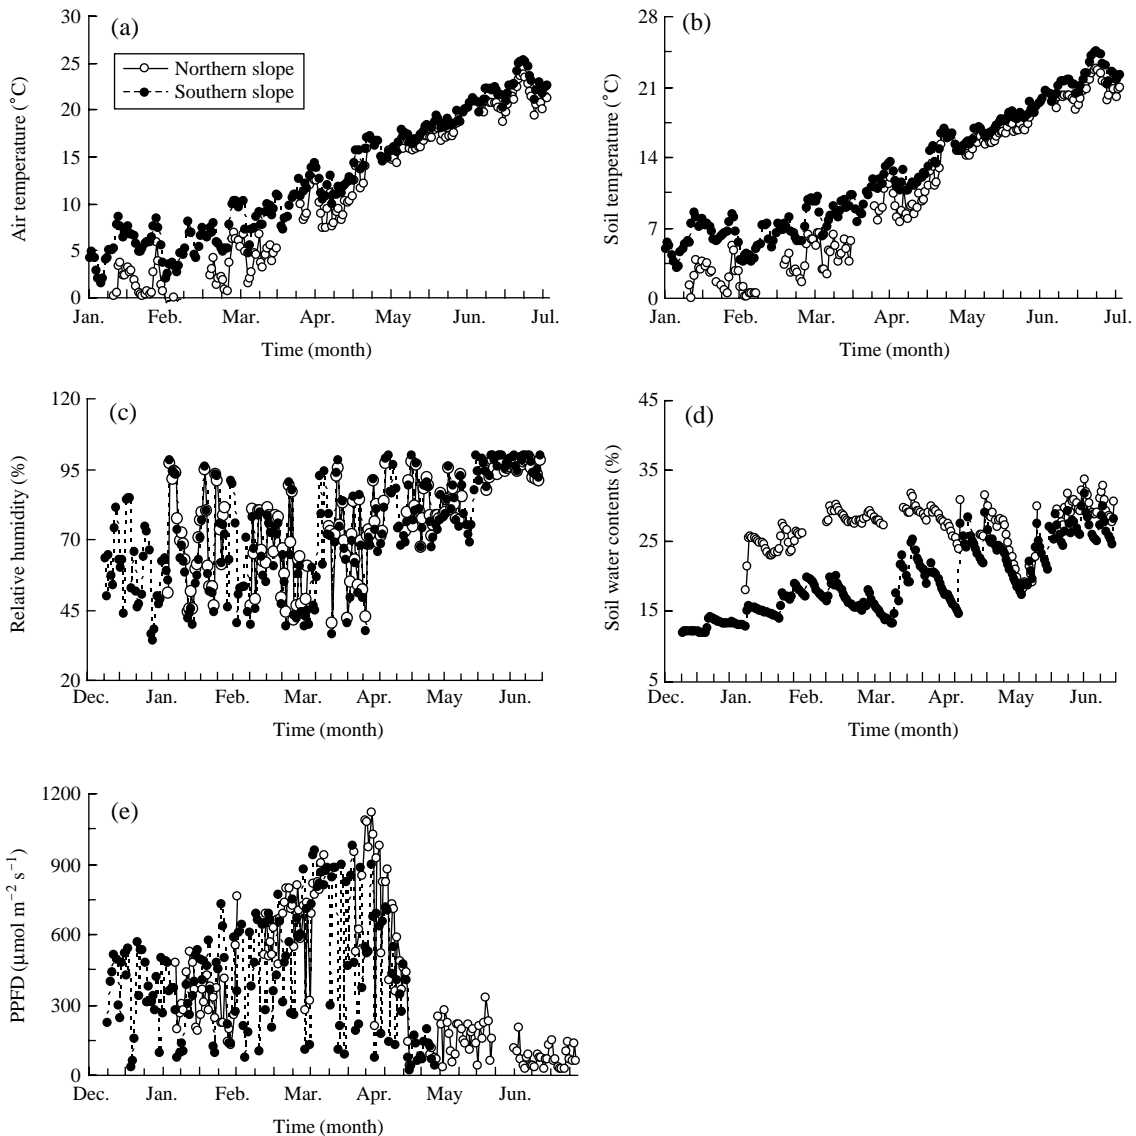 (a)
Northern slope
Southern slope
Air temperature (˚C)
30
25
20
15
10
5
0
Jan. Feb. Mar. Apr. May Jun. Jul.
Time (month)
(b)
Soil temperature (˚C)
28
21
14
7
0
Jan. Feb. Mar. Apr. May Jun. Jul.
Time (month)
(c)
Relative humidity (%)
120
95
70
45
20
Dec. Jan. Feb. Mar. Apr. May Jun.
Time (month)
(d)
Soil water contents (%)
45
35
25
15
5
Dec. Jan. Feb. Mar. Apr. May Jun.
Time (month)
(e)
PPFD (μmol m⁻² s⁻¹)
1200
900
600
300
0
Dec. Jan. Feb. Mar. Apr. May Jun.
Time (month)